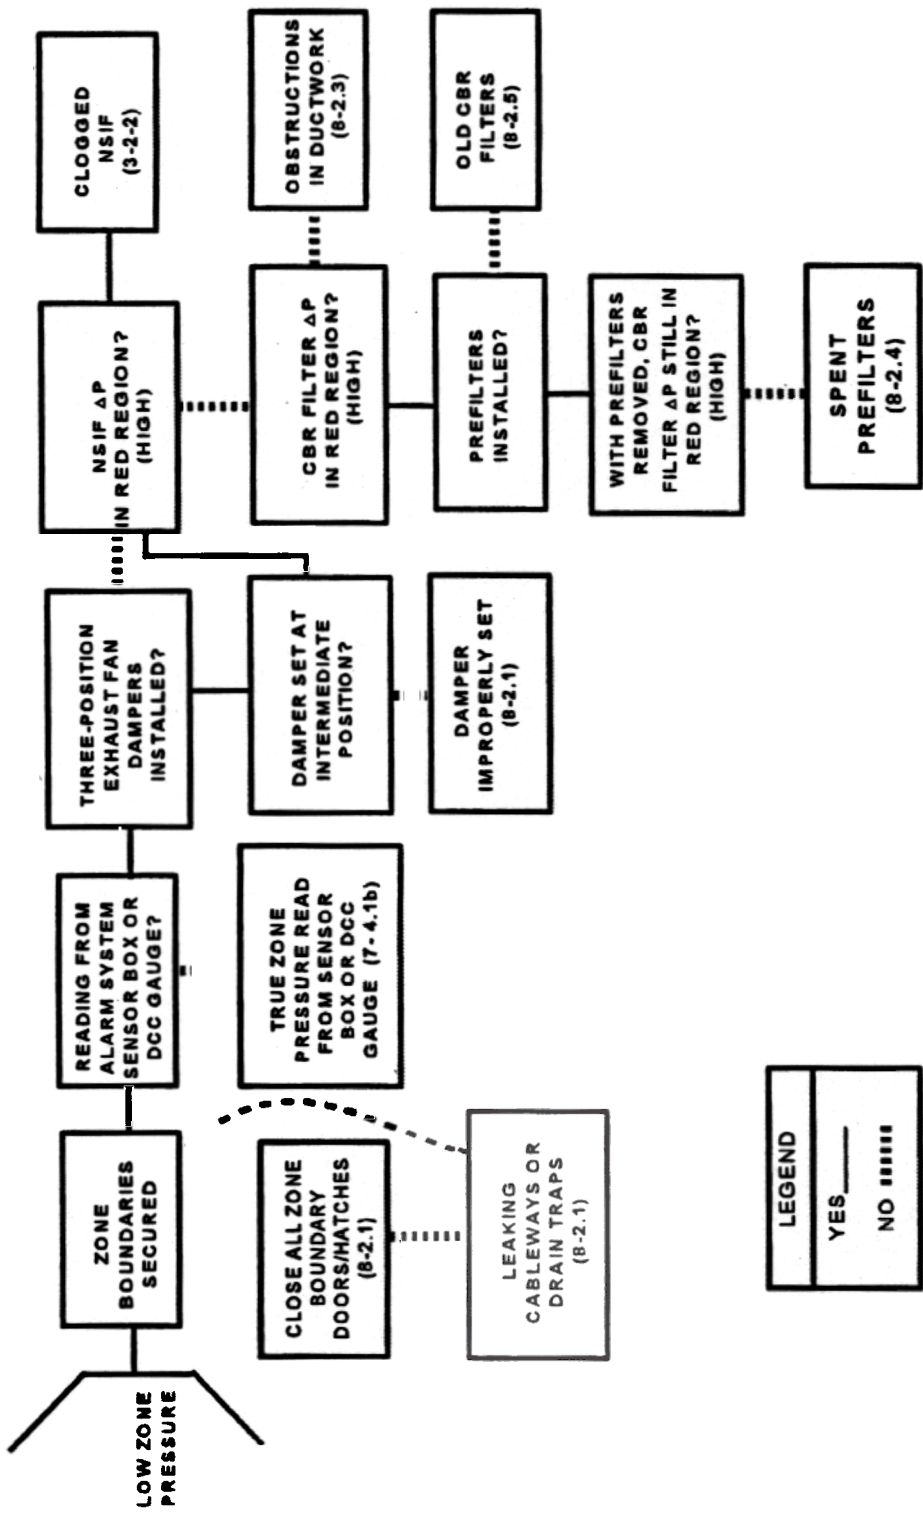 LOW ZONE
PRESSURE
ZONE
BOUNDARIES
SECURED
READING FROM
ALARM SYSTEM
SENSOR BOX OR
DCC GAUGE?
THREE-POSITION
EXHAUST FAN
DAMPERS
INSTALLED?
NSIF ΔP
IN RED REGION?
(HIGH)
CLOGGED
NSIF
(3-2-2)
CLOSE ALL ZONE
BOUNDARY
DOORS/HATCHES
(8-2.1)
TRUE ZONE
PRESSURE READ
FROM SENSOR
BOX OR DCC
GAUGE (7-4.1b)
DAMPER SET AT
INTERMEDIATE
POSITION?
CBR FILTER ΔP
IN RED REGION?
(HIGH)
OBSTRUCTIONS
IN DUCTWORK
(8-2.3)
LEAKING
CABLEWAYS OR
DRAIN TRAPS
(8-2.1)
DAMPER
IMPROPERLY SET
(8-2.1)
PREFILTERS
INSTALLED?
OLD CBR
FILTERS
(8-2.5)
WITH PREFILTERS
REMOVED, CBR
FILTER ΔP STILL IN
RED REGION?
(HIGH)
SPENT
PREFILTERS
(8-2.4)
LEGEND
YES
NO